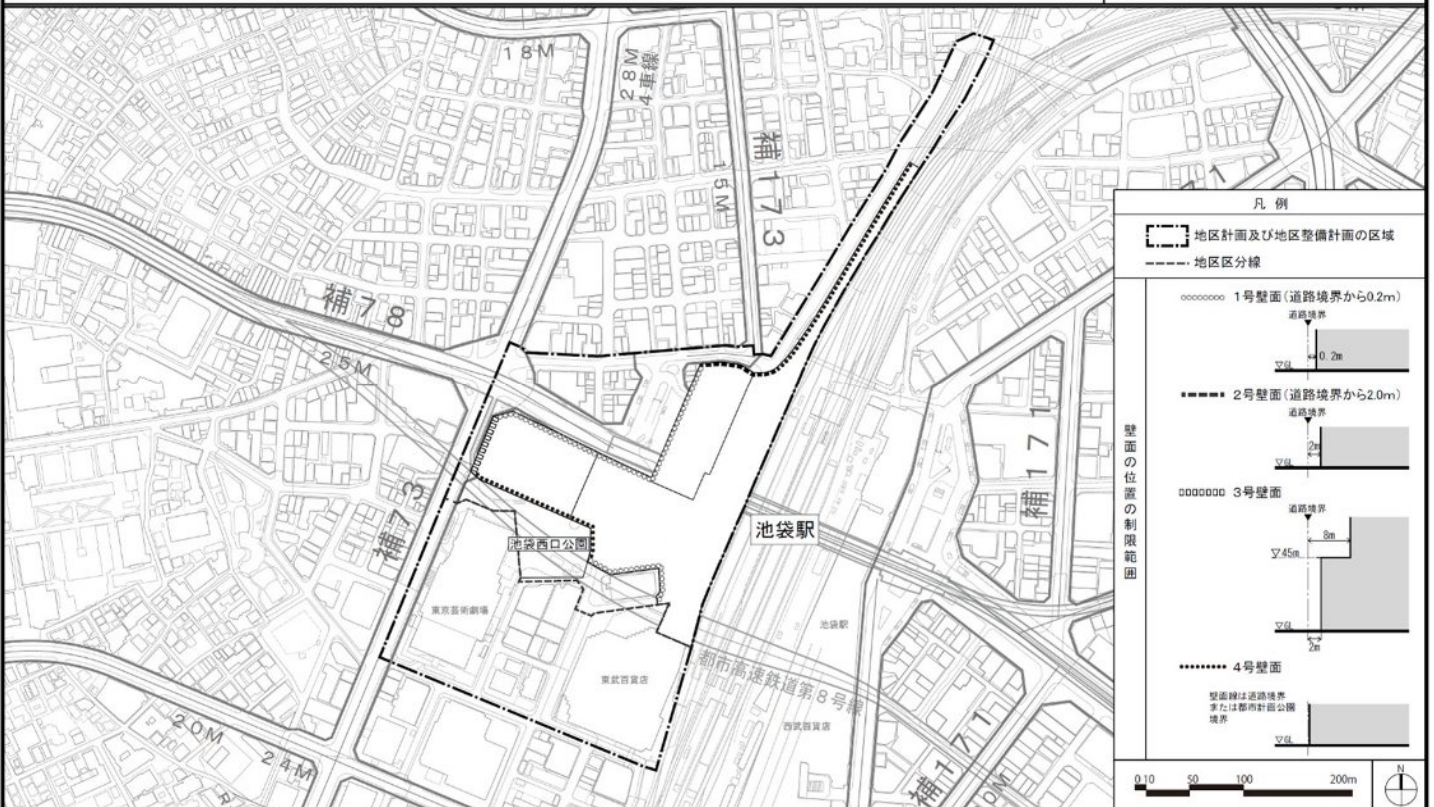 18M
28M
4車線
補173
15M
補78
25M
補73
池袋駅
池袋西口公園
東京芸術劇場
東武百貨店
池袋駅
都市高速鉄道第8号線
西武百貨店
補171
補171
20M
24M
凡例
地区計画及び地区整備計画の区域
地区区分線
壁面の位置の制限範囲
1号壁面(道路境界から0.2m)
道路境界
0.2m
▽GL
2号壁面(道路境界から2.0m)
道路境界
2m
▽GL
3号壁面
道路境界
8m
▽45m
▽GL
2m
4号壁面
壁面線は道路境界
または都市計画公園
境界
▽GL
0 10 50 100 200m
N